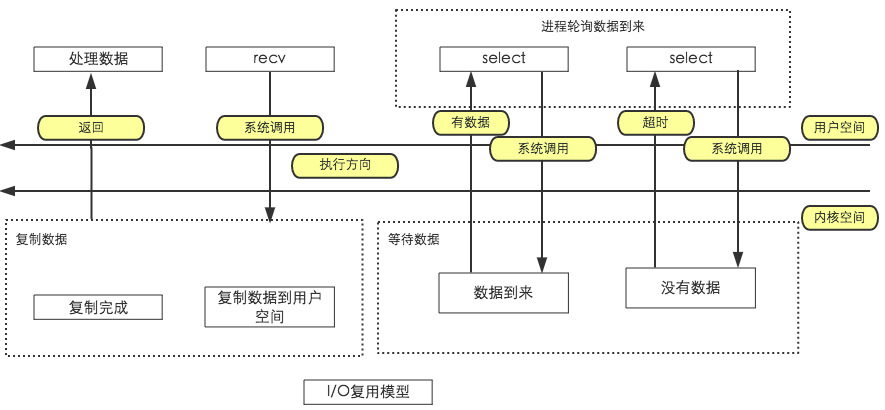 进程轮询数据到来
处理数据
recv
select
select
返回
系统调用
有数据
超时
用户空间
系统调用
系统调用
执行方向
内核空间
复制数据
等待数据
复制完成
复制数据到用户
空间
数据到来
没有数据
I/O复用模型